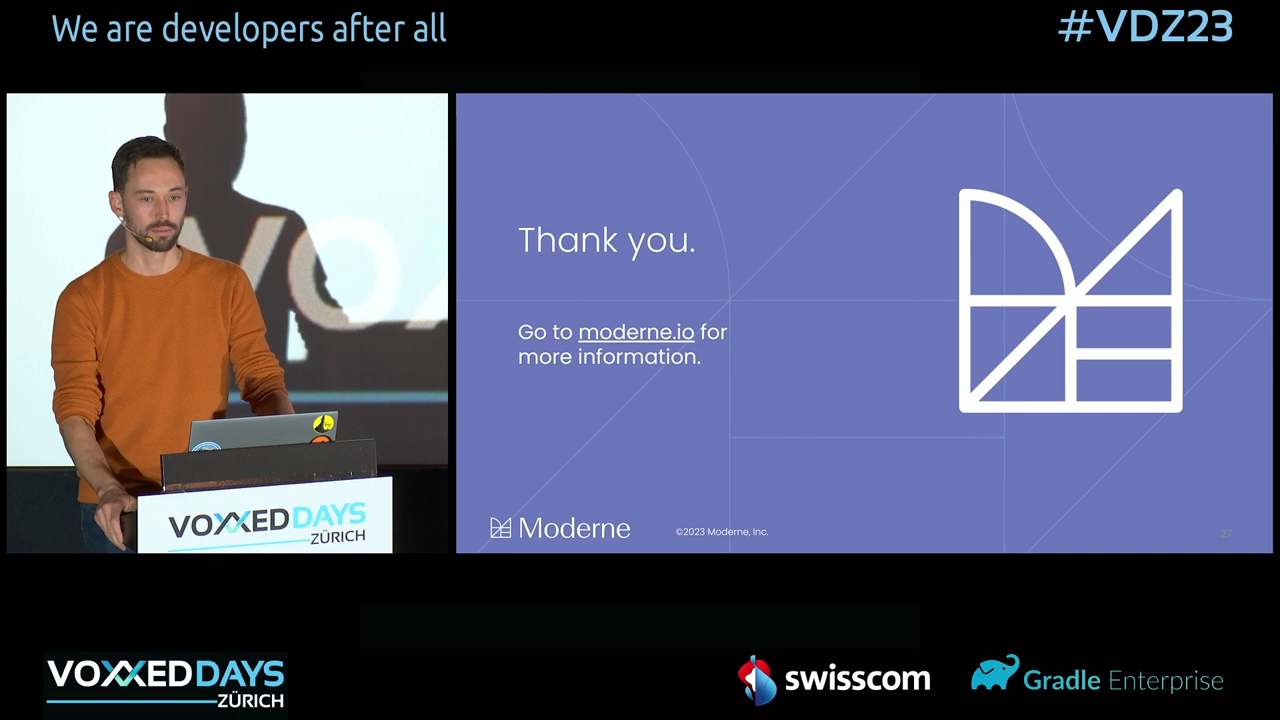 We are developers after all
#VDZ23
Thank you.
Go to moderne.io for
more information.
Moderne
©2023 Moderne, Inc.
27
VOXXED DAYS
ZÜRICH
VOXXED DAYS
ZÜRICH
swisscom
Gradle Enterprise